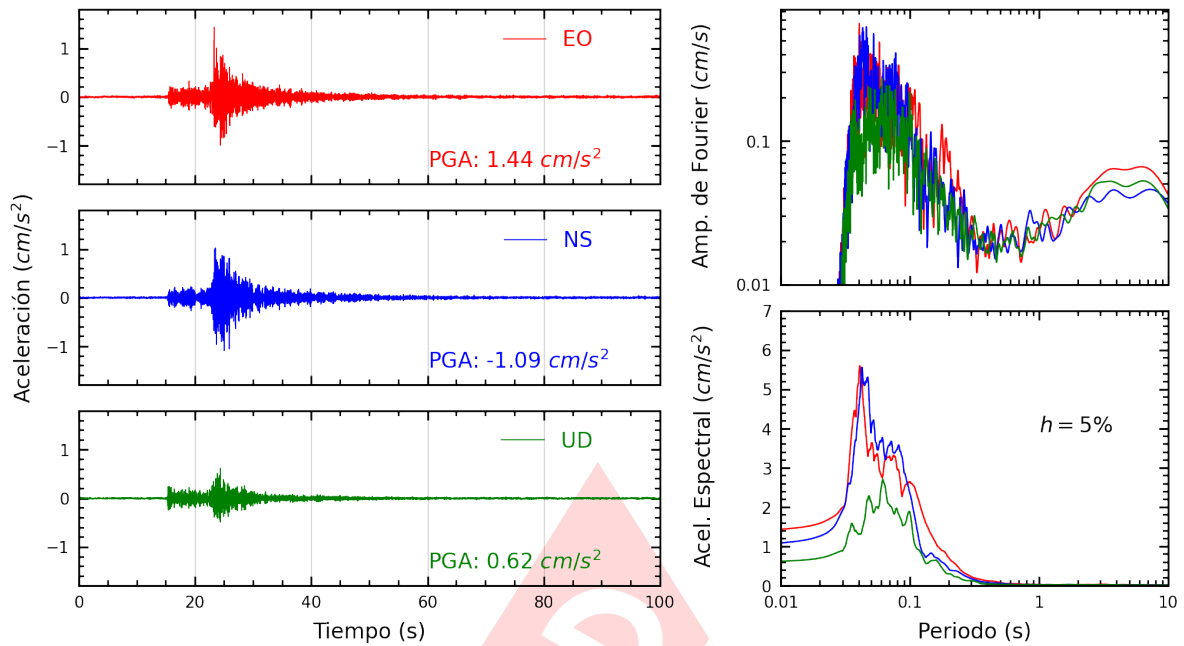 Aceleración (cm/s²)
1
0
−1
EO
PGA: 1.44 cm/s²
1
0
−1
NS
PGA: -1.09 cm/s²
1
0
−1
UD
PGA: 0.62 cm/s²
0
20
40
60
80
100
Tiempo (s)
Amp. de Fourier (cm/s)
0.1
0.01
Acel. Espectral (cm/s²)
7
6
5
4
3
2
1
0
h = 5%
0.01
0.1
1
10
Periodo (s)